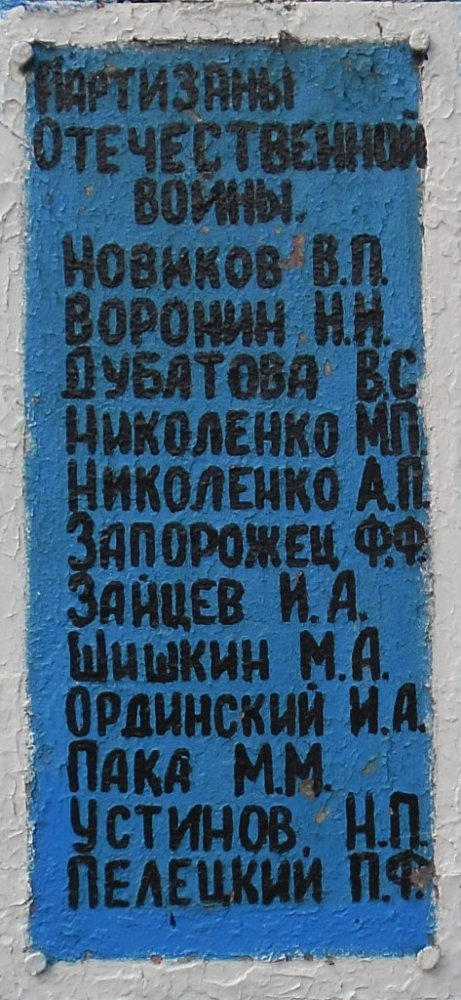 ПАРТИЗАНЫ
ОТЕЧЕСТВЕННОЙ
ВОЙНЫ.
НОВИКОВ В.П.
ВОРОНИН Н.И.
ДУБАТОВА В.С
НИКОЛЕНКО М.П.
НИКОЛЕНКО А.П.
ЗАПОРОЖЕЦ Ф.Ф.
ЗАЙЦЕВ И.А.
ШИШКИН М.А.
ОРДИНСКИЙ И.А.
ПАКА М.М.
УСТИНОВ. Н.П.
ПЕЛЕЦКИЙ П.Ф.